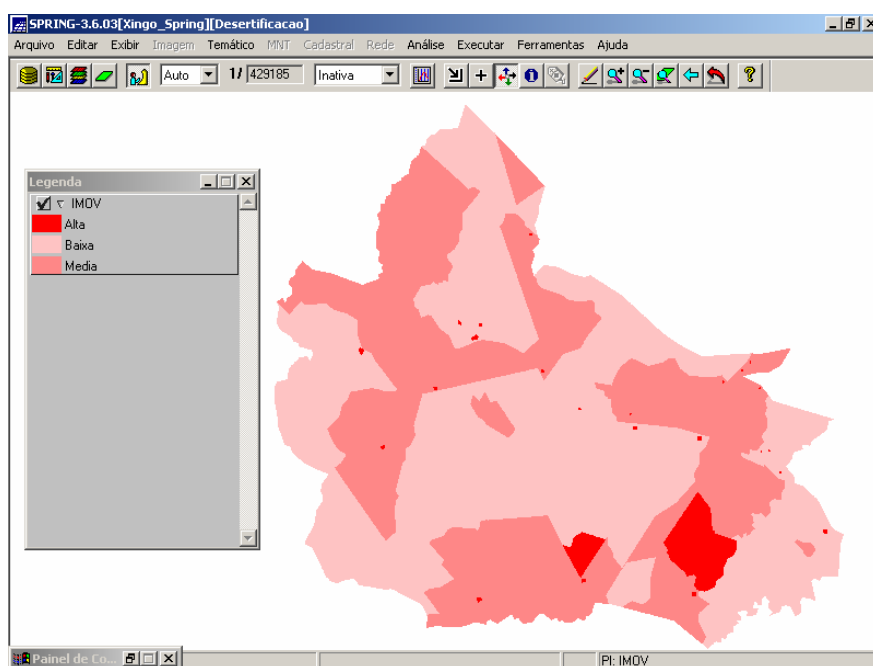 SPRING-3.6.03[Xingo_Spring][Desertificacao]
Arquivo Editar Exibir Imagem Temático MNT Cadastral Rede Análise Executar Ferramentas Ajuda
Auto 1/ 429185 Inativa
Legenda
IMOV
Alta
Baixa
Media
Painel de Co...
PI: IMOV